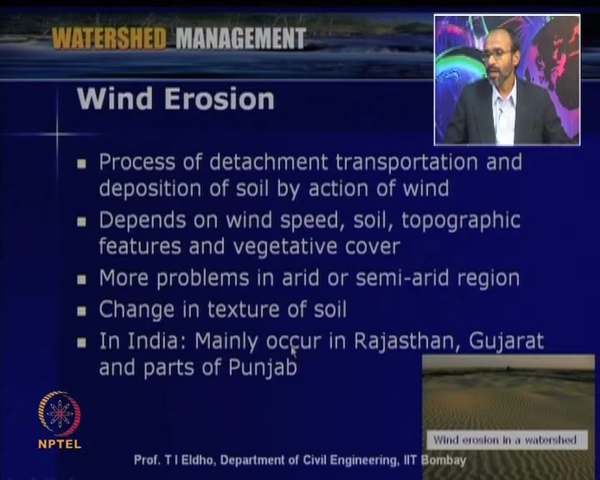 WATERSHED MANAGEMENT
Wind Erosion
Process of detachment transportation and
deposition of soil by action of wind
Depends on wind speed, soil, topographic
features and vegetative cover
More problems in arid or semi-arid region
Change in texture of soil
In India: Mainly occur in Rajasthan, Gujarat
and parts of Punjab
Wind erosion in a watershed
NPTEL
Prof. T I Eldho, Department of Civil Engineering, IIT Bombay